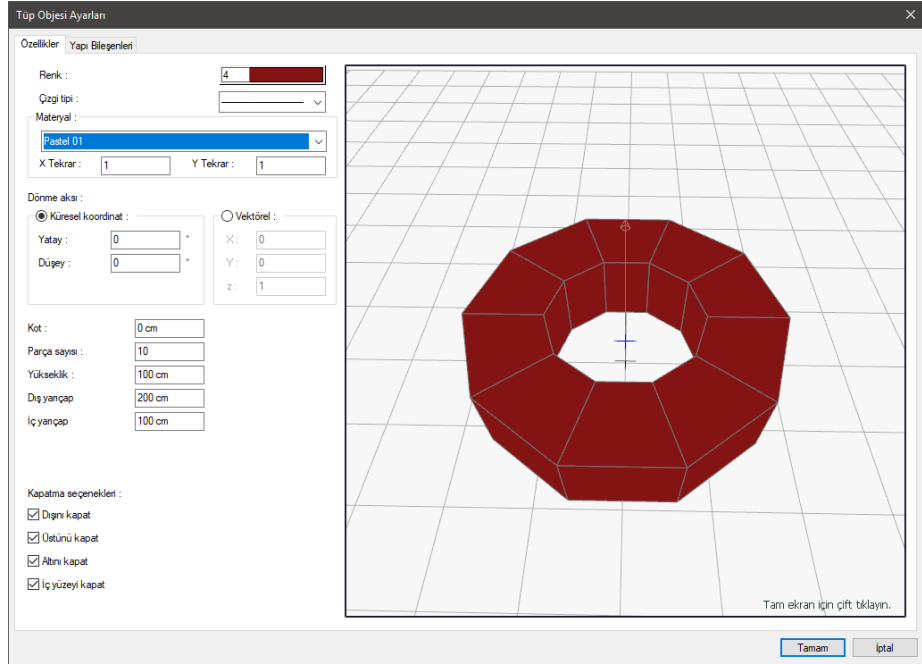 Tüp Objesi Ayarları
Özellikler Yapı Bileşenleri
Renk : 4
Çizgi tipi :
Materyal :
Pastel 01
X Tekrar : 1 Y Tekrar : 1
Dönme aksı :
Küresel koordinat : Vektörel :
Yatay : 0 ° X : 0
Düşey : 0 ° Y : 0
z : 1
Kot : 0 cm
Parça sayısı : 10
Yükseklik : 100 cm
Dış yarıçap 200 cm
İç yarıçap 100 cm
Kapatma seçenekleri :
Dışını kapat
Üstünü kapat
Altını kapat
İç yüzeyi kapat
Tam ekran için çift tıklayın.
Tamam İptal